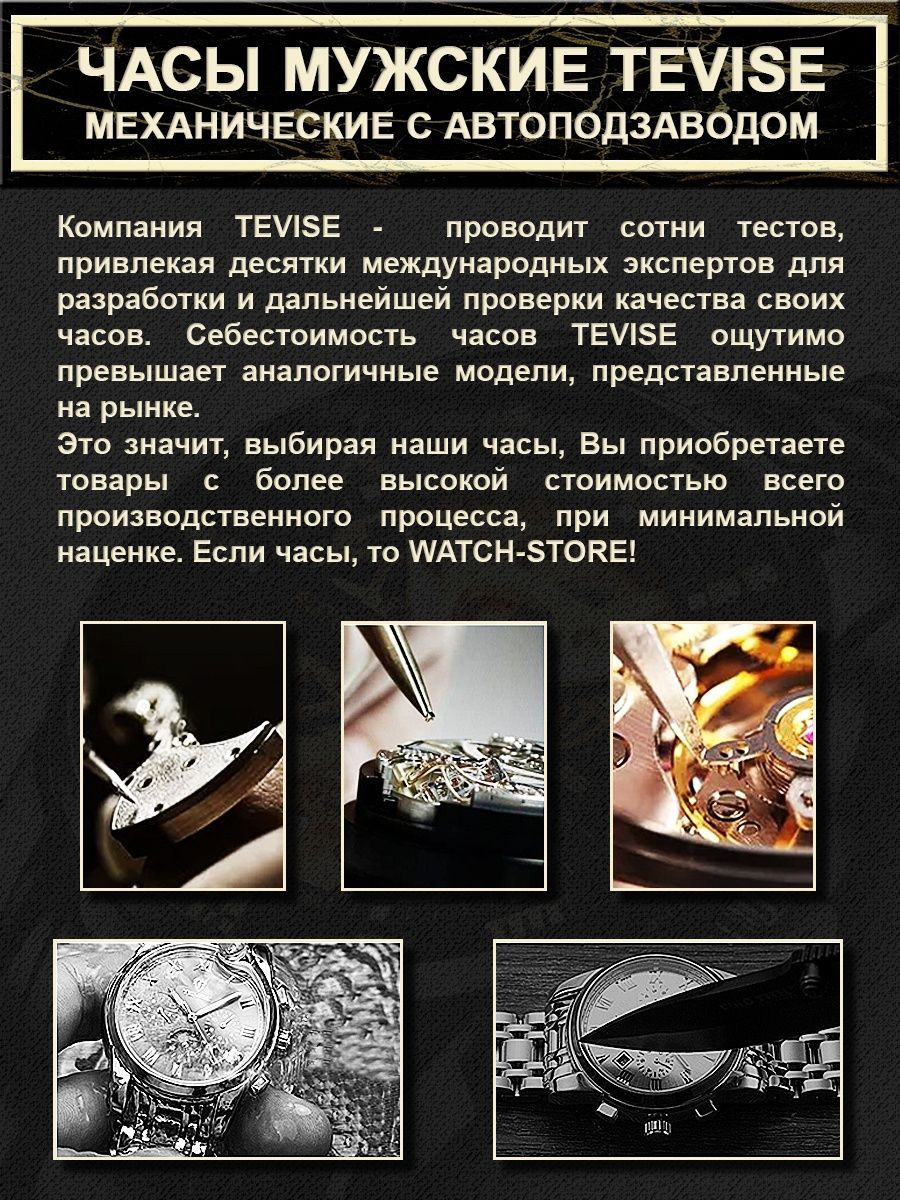 ЧАСЫ МУЖСКИЕ TEVISE
МЕХАНИЧЕСКИЕ С АВТОПОДЗАВОДОМ
Компания TEVISE - проводит сотни тестов,
привлекая десятки международных экспертов для
разработки и дальнейшей проверки качества своих
часов. Себестоимость часов TEVISE ощутимо
превышает аналогичные модели, представленные
на рынке.
Это значит, выбирая наши часы, Вы приобретаете
товары с более высокой стоимостью всего
производственного процесса, при минимальной
наценке. Если часы, то WATCH-STORE!